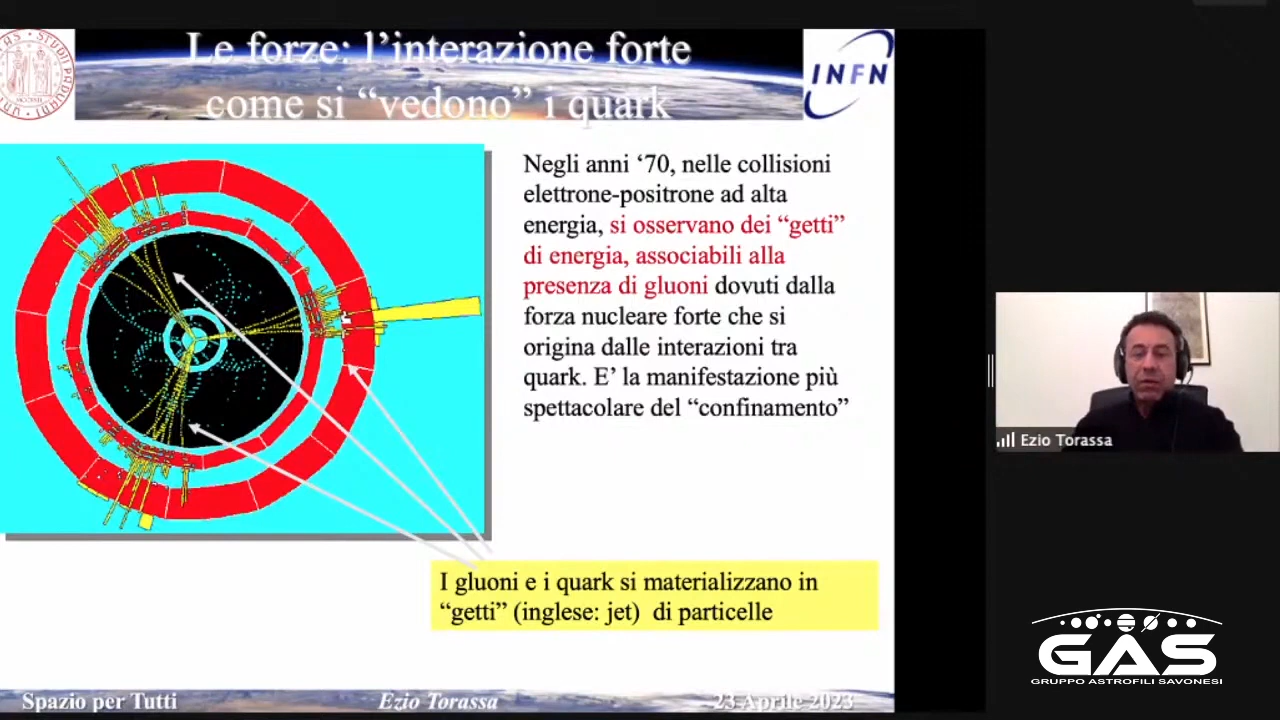 Le forze: l’interazione forte
come si “vedono” i quark
INFN
Negli anni ‘70, nelle collisioni
elettrone-positrone ad alta
energia, si osservano dei “getti”
di energia, associabili alla
presenza di gluoni dovuti dalla
forza nucleare forte che si
origina dalle interazioni tra
quark. E’ la manifestazione più
spettacolare del “confinamento”
I gluoni e i quark si materializzano in
“getti” (inglese: jet) di particelle
Spazio per Tutti
Ezio Torassa
23 Aprile 2023
Ezio Torassa
GAS
GRUPPO ASTROFILI SAVONESI